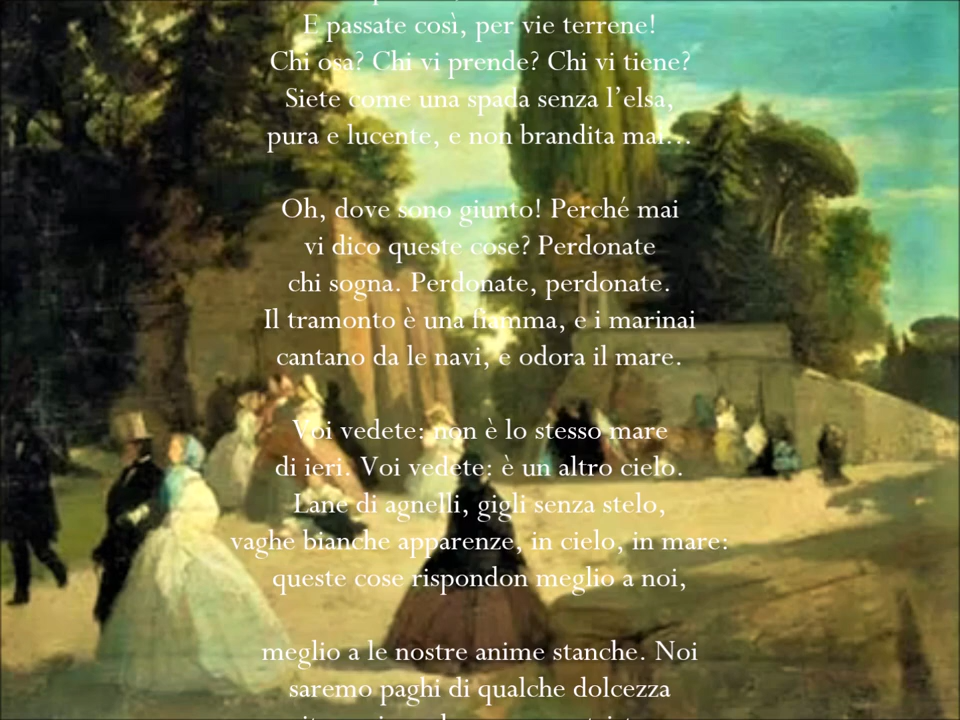 E passate così, per vie terrene!
Chi osa? Chi vi prende? Chi vi tiene?
Siete come una spada senza l'elsa,
pura e lucente, e non brandita mai...
Oh, dove sono giunto! Perché mai
vi dico queste cose? Perdonate
chi sogna. Perdonate, perdonate.
Il tramonto è una fiamma, e i marinai
cantano da le navi, e odora il mare.
Voi vedete: non è lo stesso mare
di ieri. Voi vedete: è un altro cielo.
Lane di agnelli, gigli senza stelo,
vaghe bianche apparenze, in cielo, in mare:
queste cose rispondon meglio a noi,
meglio a le nostre anime stanche. Noi
saremo paghi di qualche dolcezza